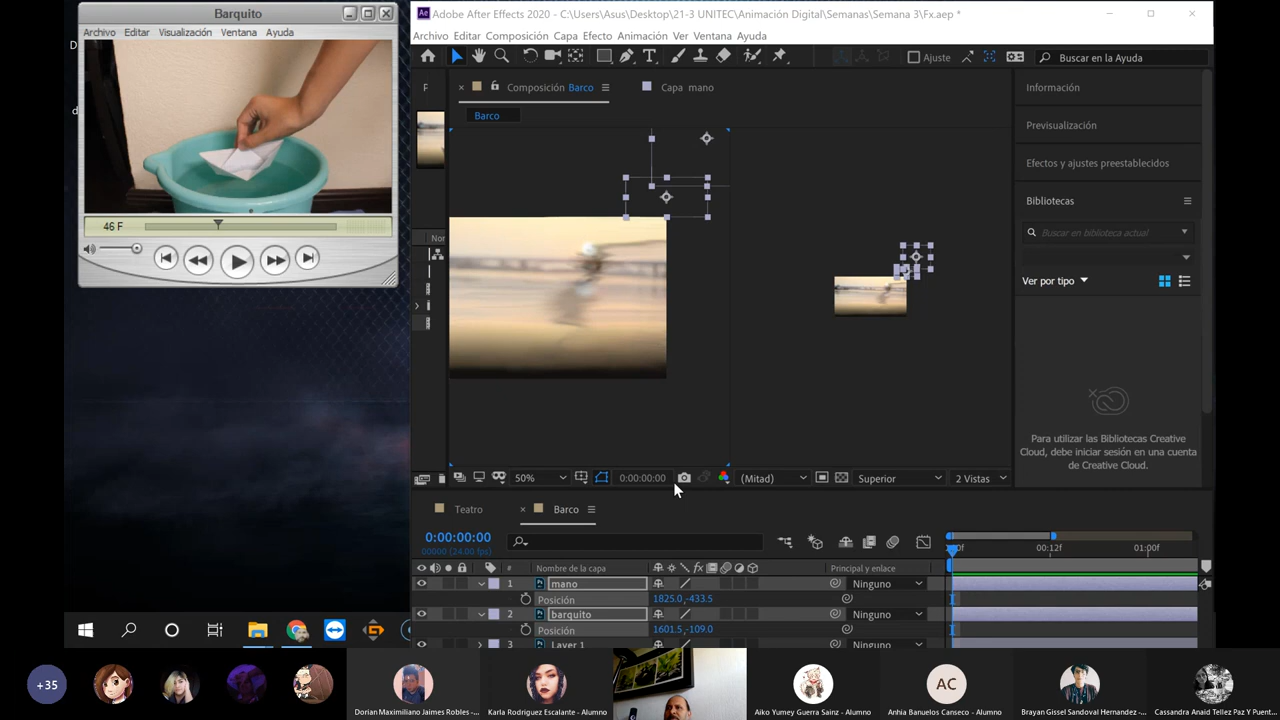 Barquito
Archivo Editar Visualización Ventana Ayuda
46 F
Adobe After Effects 2020 - C:\Users\Asus\Desktop\21-3 UNITEC\Animación Digital\Semanas\Semana 3\Fx.aep *
Archivo Editar Composición Capa Efecto Animación Ver Ventana Ayuda
Ajuste
Buscar en la Ayuda
Composición Barco
Capa mano
Barco
Información
Previsualización
Efectos y ajustes preestablecidos
Bibliotecas
Buscar en biblioteca actual
Ver por tipo
Para utilizar las Bibliotecas Creative
Cloud, debe iniciar sesión en una cuenta
de Creative Cloud.
50%
0:00:00:00
(Mitad)
Superior
2 Vistas
Teatro
Barco
0:00:00:00
00000 (24.00 fps)
00:12f
01:00f
# Nombre de la capa
Principal y enlace
1 mano
Ninguno
Posición
1825.0,-433.5
2 barquito
Ninguno
Posición
1601.5,-109.0
3 Layer 1
+35
Dorian Maximiliano Jaimes Robles -...
Karla Rodriguez Escalante - Alumno
Aiko Yumey Guerra Sainz - Alumno
AC
Anhia Banuelos Canseco - Alumno
Brayan Gissel Sandoval Hernandez - Alum...
Cassandra Anaid Tellez Paz Y Puent...